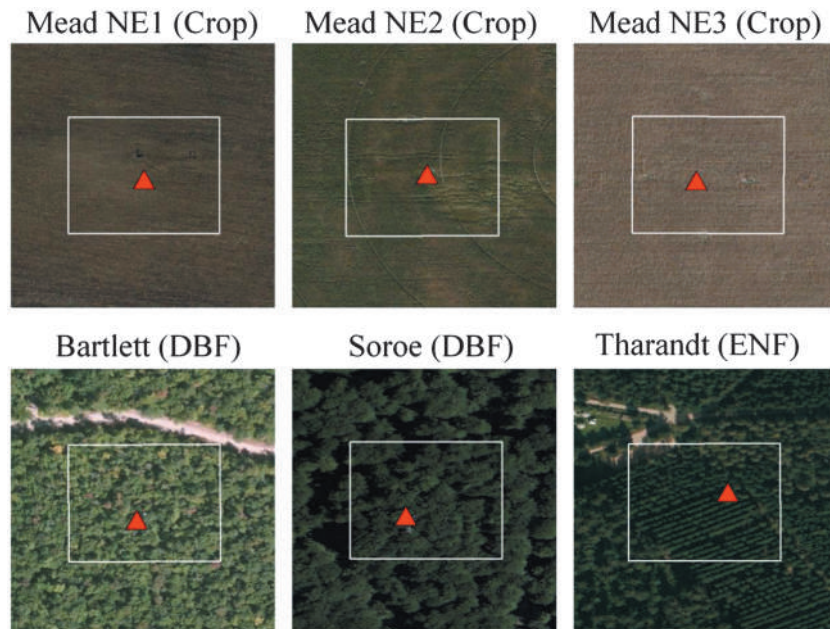 Mead NE1 (Crop)
Mead NE2 (Crop)
Mead NE3 (Crop)
Bartlett (DBF)
Soroe (DBF)
Tharandt (ENF)